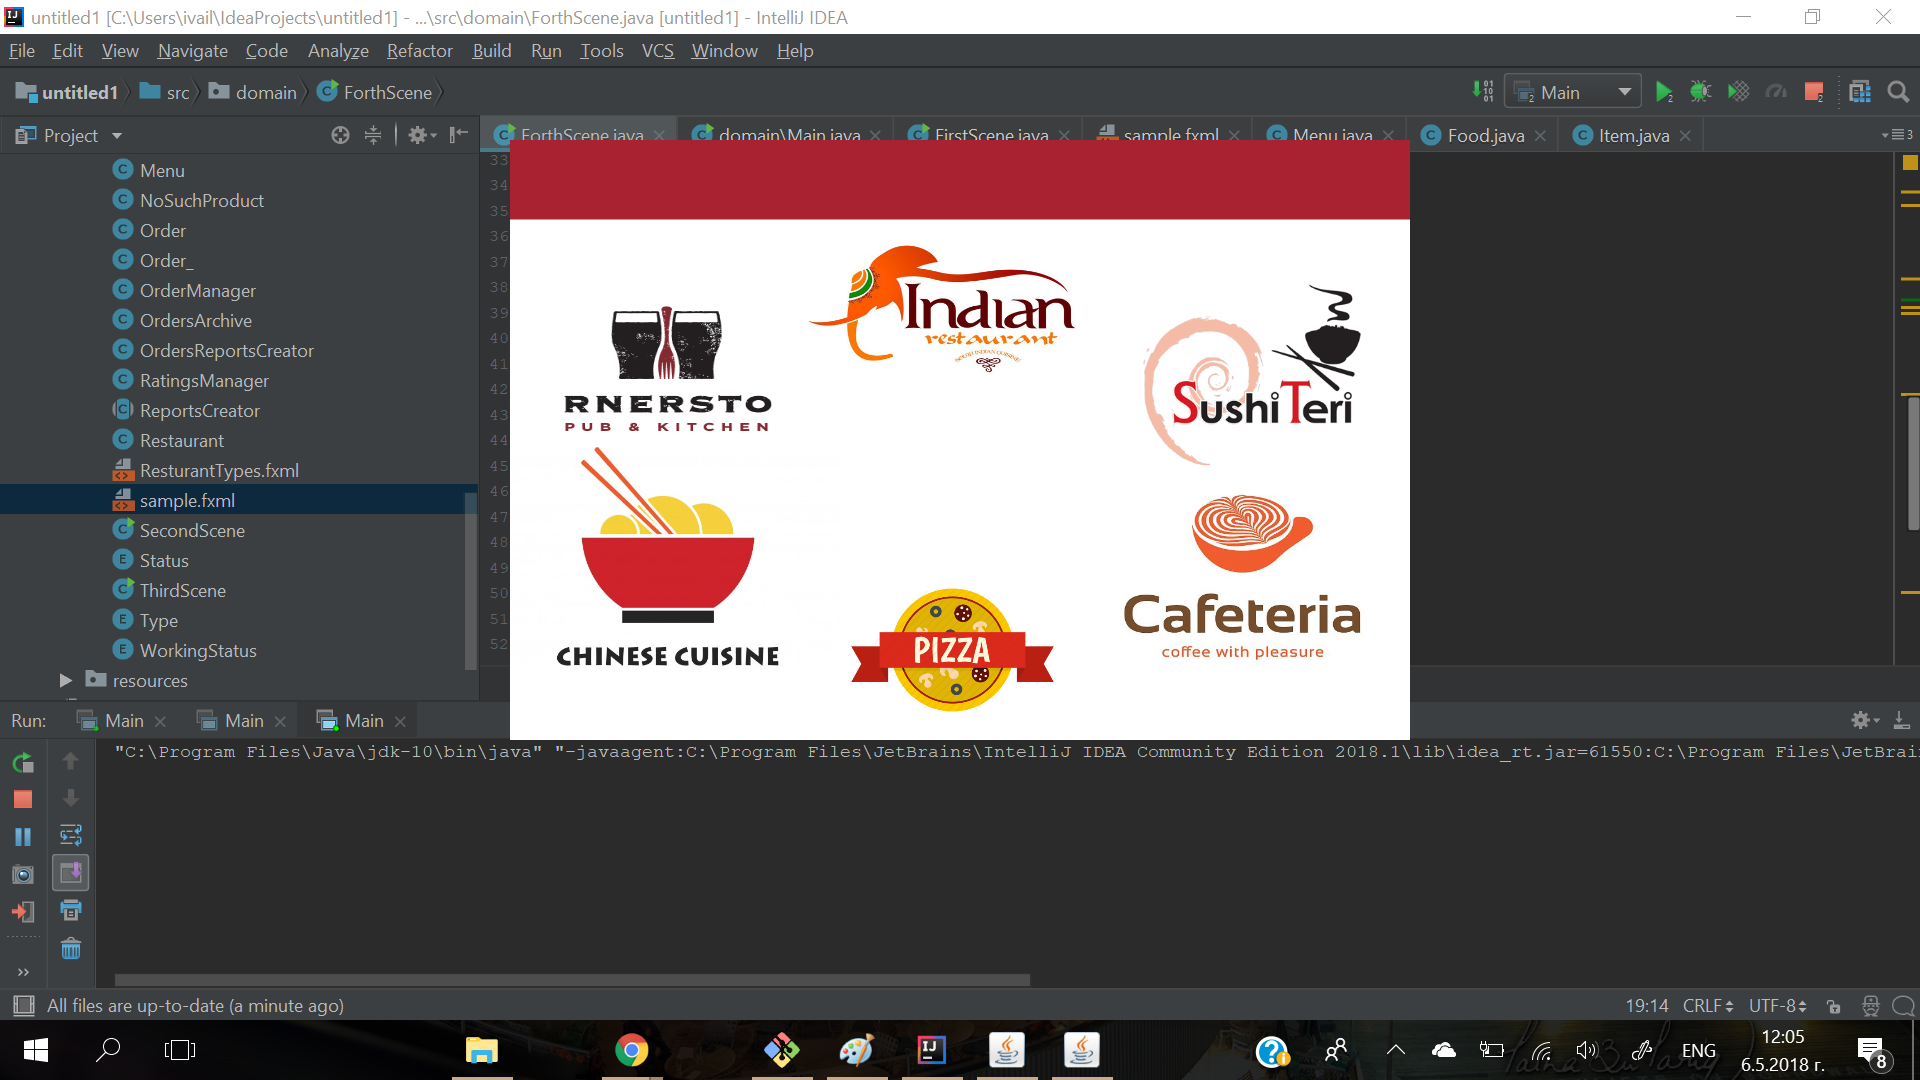 untitled1 [C:\Users\ivail\IdeaProjects\untitled1] - ...\src\domain\ForthScene.java [untitled1] - IntelliJ IDEA
File Edit View Navigate Code Analyze Refactor Build Run Tools VCS Window Help
untitled1 src domain ForthScene
Main
Project
ForthScene.java domain\Main.java FirstScene.java sample.fxml Menu.java Food.java Item.java
3
Menu
NoSuchProduct
Order
Order_
OrderManager
OrdersArchive
OrdersReportsCreator
RatingsManager
ReportsCreator
Restaurant
ResturantTypes.fxml
sample.fxml
SecondScene
Status
ThirdScene
Type
WorkingStatus
resources
33
34
35
36
37
38
39
40
41
42
43
44
45
46
47
48
49
50
51
52
RNERSTO
PUB & KITCHEN
Indian
restaurant
SOUTH INDIAN CUISINE
SushiTeri
CHINESE CUISINE
PIZZA
Cafeteria
coffee with pleasure
Run: Main Main Main
"C:\Program Files\Java\jdk-10\bin\java" "-javaagent:C:\Program Files\JetBrains\IntelliJ IDEA Community Edition 2018.1\lib\idea_rt.jar=61550:C:\Program Files\JetBrai
All files are up-to-date (a minute ago)
19:14 CRLF UTF-8
ENG
12:05
6.5.2018 г.
8